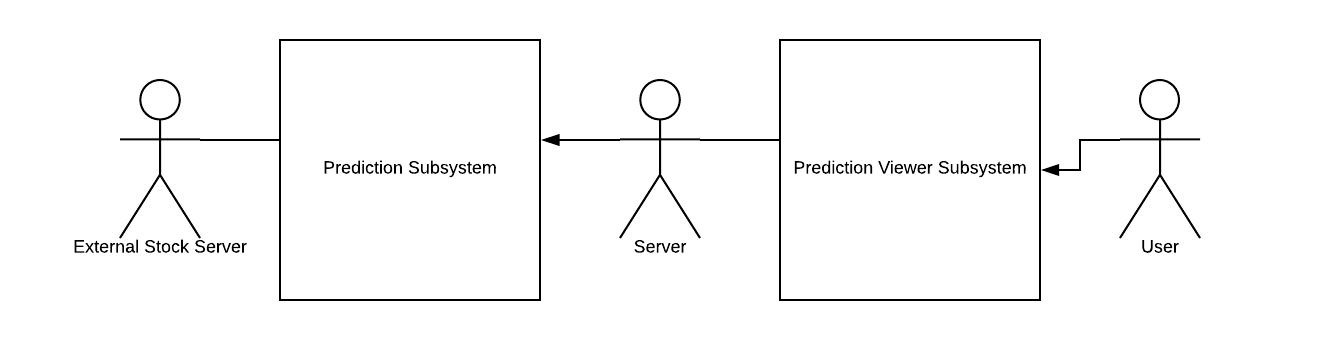 Prediction Subsystem
Prediction Viewer Subsystem
External Stock Server
Server
User